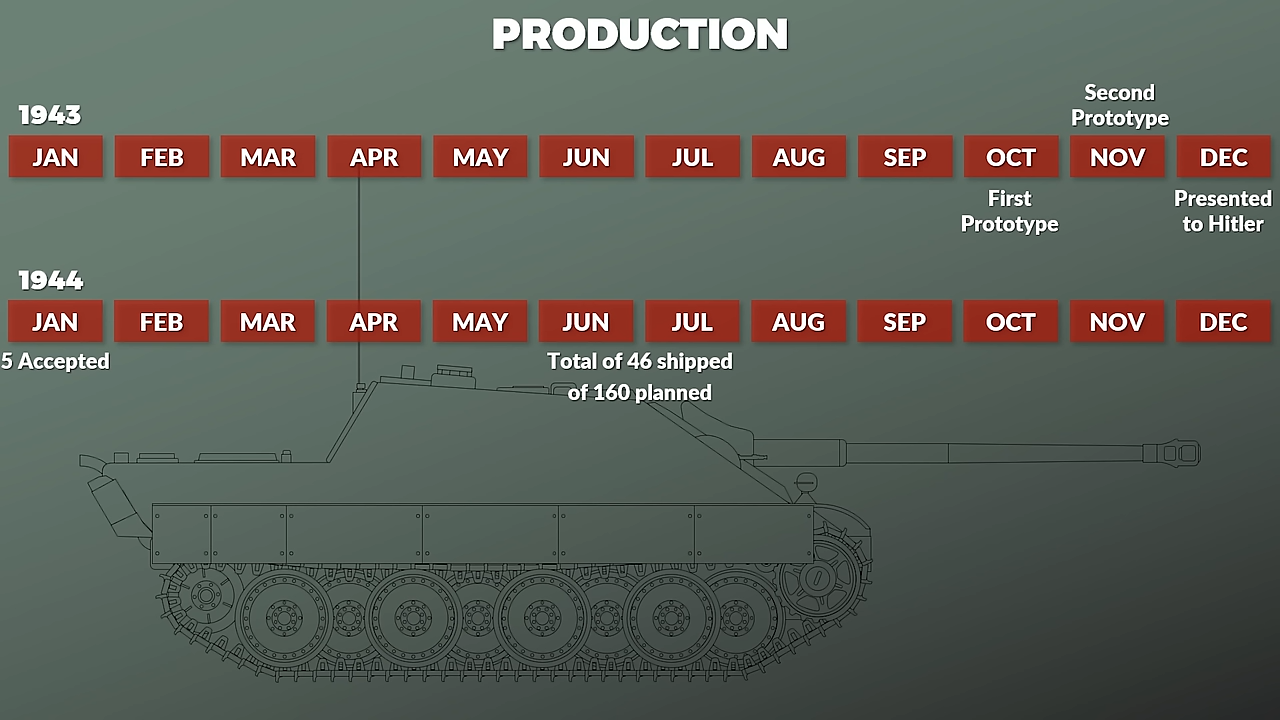 PRODUCTION
1943
Second
Prototype
JAN FEB MAR APR MAY JUN JUL AUG SEP OCT NOV DEC
First
Prototype
Presented
to Hitler
1944
JAN FEB MAR APR MAY JUN JUL AUG SEP OCT NOV DEC
5 Accepted
Total of 46 shipped
of 160 planned